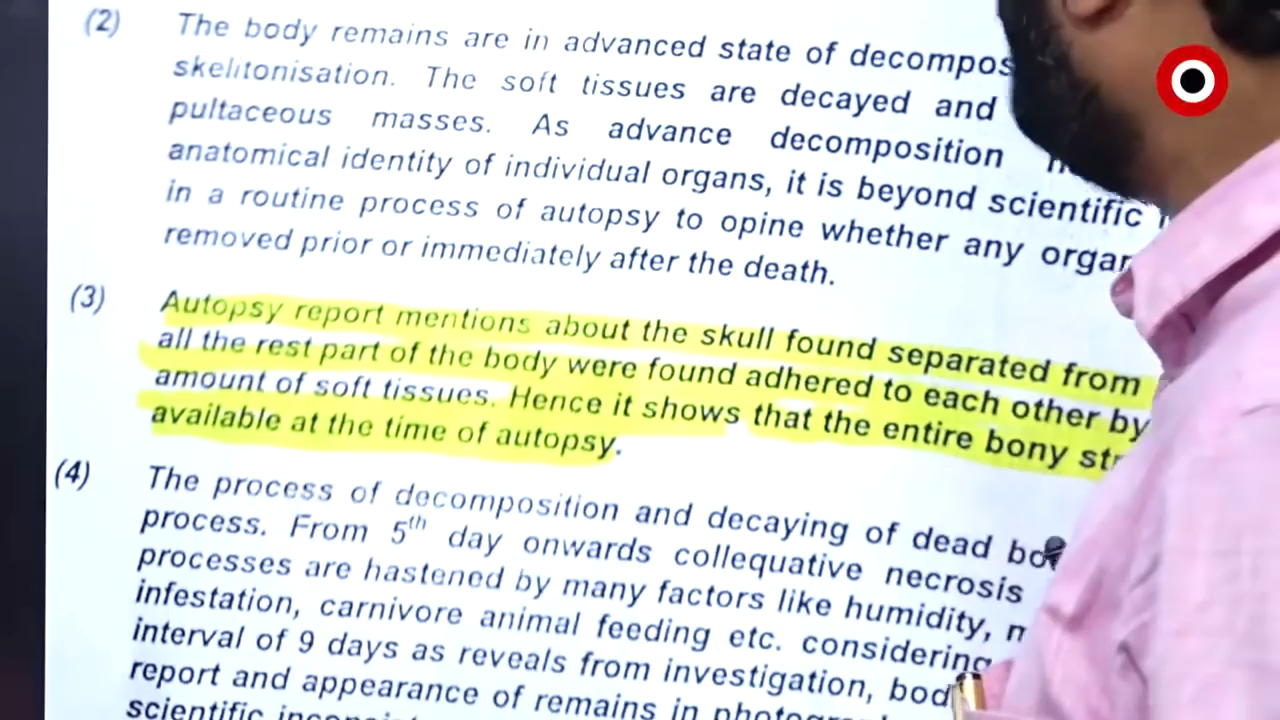 (2) The body remains are in advanced state of decompos
skelitonisation. The soft tissues are decayed and
pultaceous masses. As advance decomposition
anatomical identity of individual organs, it is beyond scientific
in a routine process of autopsy to opine whether any organ
removed prior or immediately after the death.
(3) Autopsy report mentions about the skull found separated from
all the rest part of the body were found adhered to each other by
amount of soft tissues. Hence it shows that the entire bony str
available at the time of autopsy.
(4) The process of decomposition and decaying of dead bo
process. From 5th day onwards collequative necrosis
processes are hastened by many factors like humidity,
infestation, carnivore animal feeding etc. considering
interval of 9 days as reveals from investigation, bod
report and appearance of remains in photogra
scientific